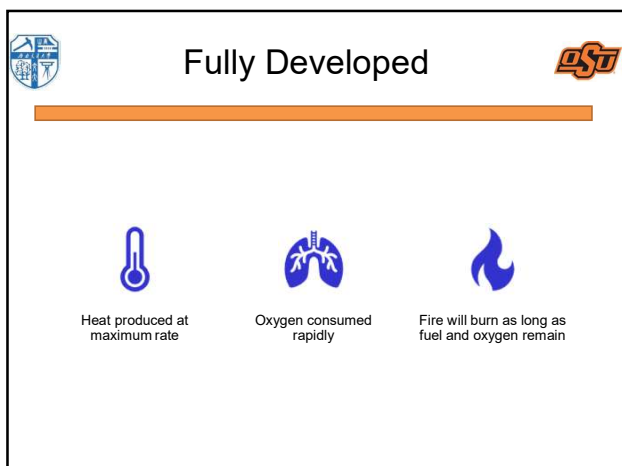 Fully Developed
OSU
Heat produced at
maximum rate
Oxygen consumed
rapidly
Fire will burn as long as
fuel and oxygen remain